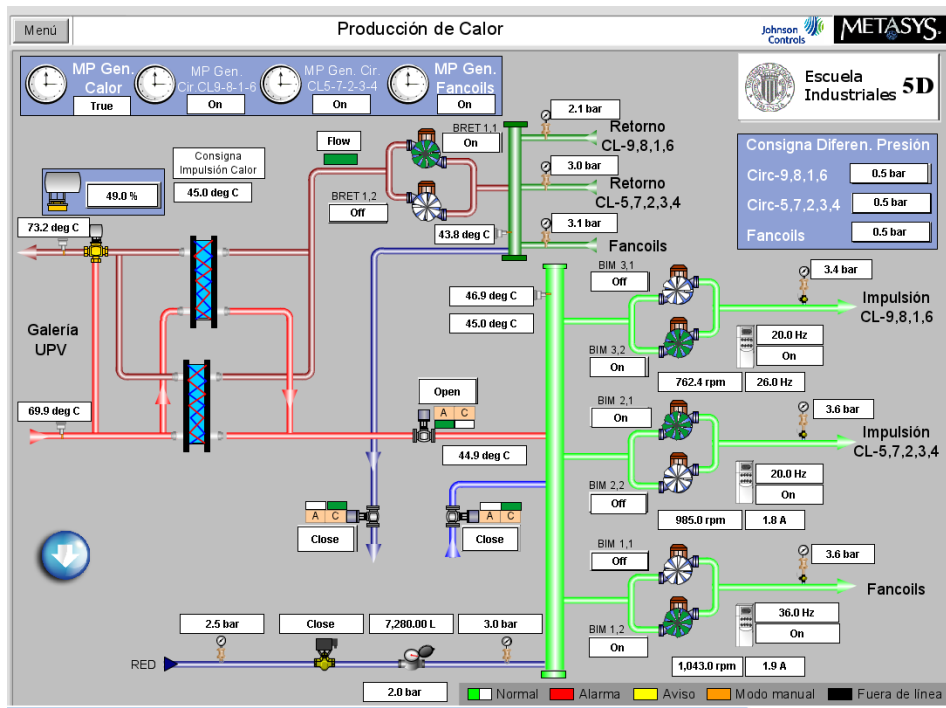 Menú
Producción de Calor
Johnson Controls
METASYS.
MP Gen. Calor
True
MP Gen. Cir.CL9-8-1-6
On
MP Gen. Cir. CL5-7-2-3-4
On
MP Gen. Fancoils
On
Escuela Industriales 5D
Consigna Diferen. Presión
Circ-9,8,1,6
0.5 bar
Circ-5,7,2,3,4
0.5 bar
Fancoils
0.5 bar
49.0 %
Consigna Impulsión Calor
45.0 deg C
Flow
BRET 1,1
On
BRET 1,2
Off
2.1 bar
Retorno CL-9,8,1,6
3.0 bar
Retorno CL-5,7,2,3,4
3.1 bar
Fancoils
43.8 deg C
73.2 deg C
Galería UPV
69.9 deg C
46.9 deg C
45.0 deg C
BIM 3,1
Off
BIM 3,2
On
3.4 bar
Impulsión CL-9,8,1,6
20.0 Hz
On
762.4 rpm
26.0 Hz
Open
A C
44.9 deg C
BIM 2,1
On
BIM 2,2
Off
3.6 bar
Impulsión CL-5,7,2,3,4
20.0 Hz
On
985.0 rpm
1.8 A
A C
Close
A C
Close
BIM 1,1
Off
BIM 1,2
On
3.6 bar
Fancoils
36.0 Hz
On
1,043.0 rpm
1.9 A
RED
2.5 bar
Close
7,280.00 L
3.0 bar
2.0 bar
Normal
Alarma
Aviso
Modo manual
Fuera de línea